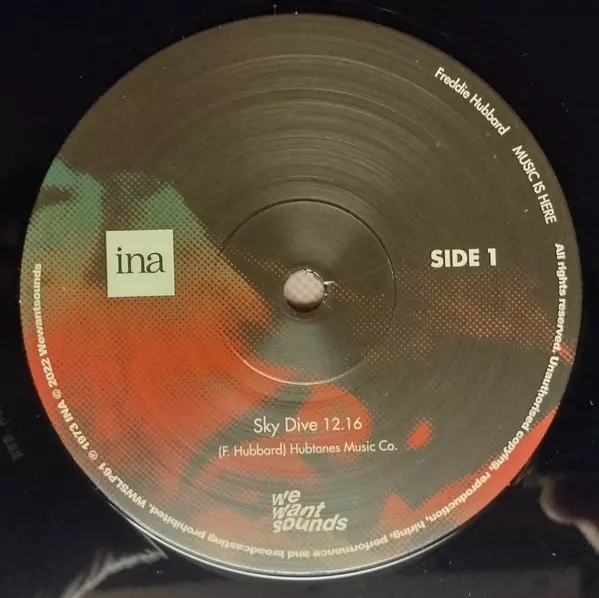 Freddie Hubbard MUSIC IS HERE
ina
SIDE 1
Sky Dive 12.16
(F. Hubbard) Hubtones Music Co.
we
want
sounds
All rights reserved. Unauthorised copying, reproduction, hiring, performance and broadcasting prohibited. WWSLP61 ℗ 1973 INA © 2022 Wewantsounds